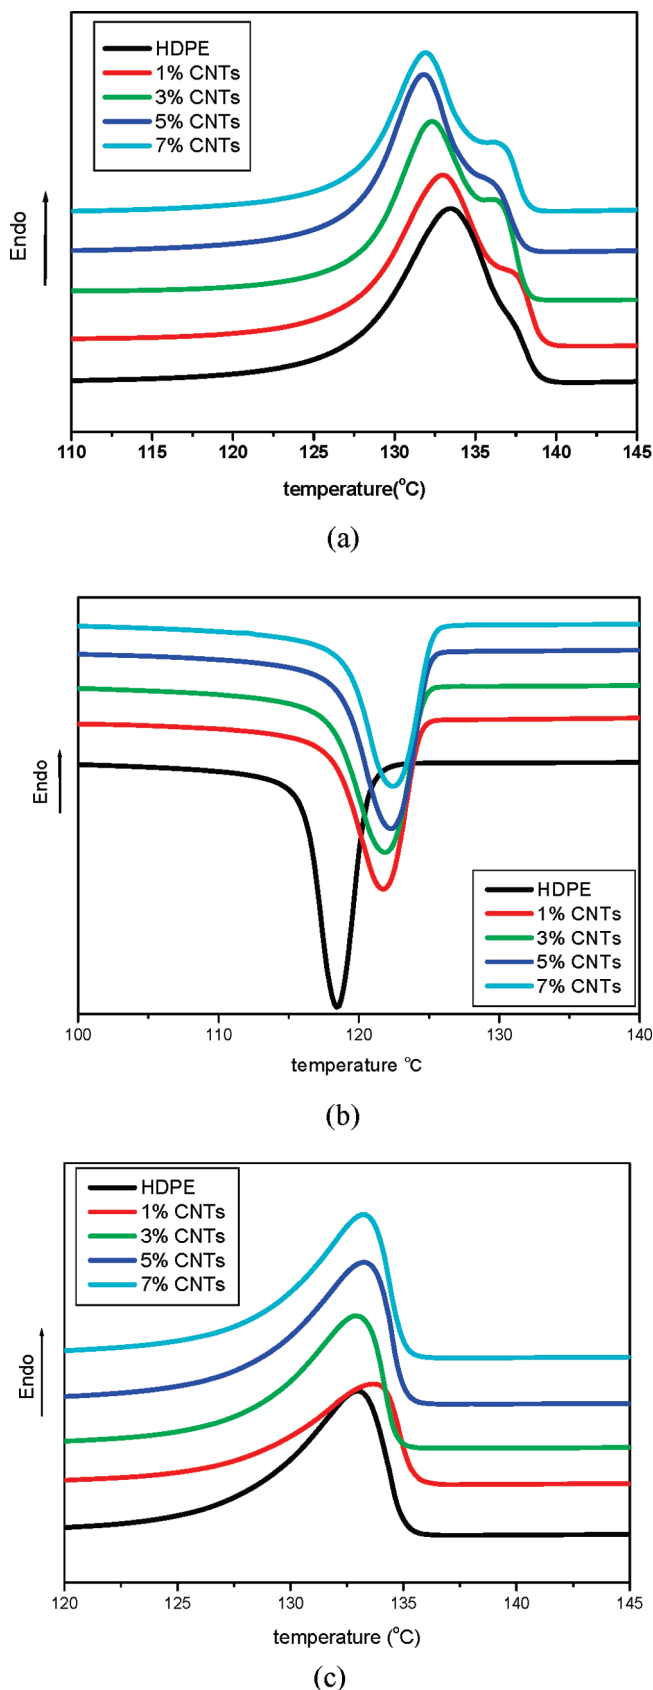 HDPE
1% CNTs
3% CNTs
5% CNTs
7% CNTs
Endo
110 115 120 125 130 135 140 145
temperature(°C)
(a)
Endo
HDPE
1% CNTs
3% CNTs
5% CNTs
7% CNTs
100 110 120 130 140
temperature °C
(b)
HDPE
1% CNTs
3% CNTs
5% CNTs
7% CNTs
Endo
120 125 130 135 140 145
temperature (°C)
(c)